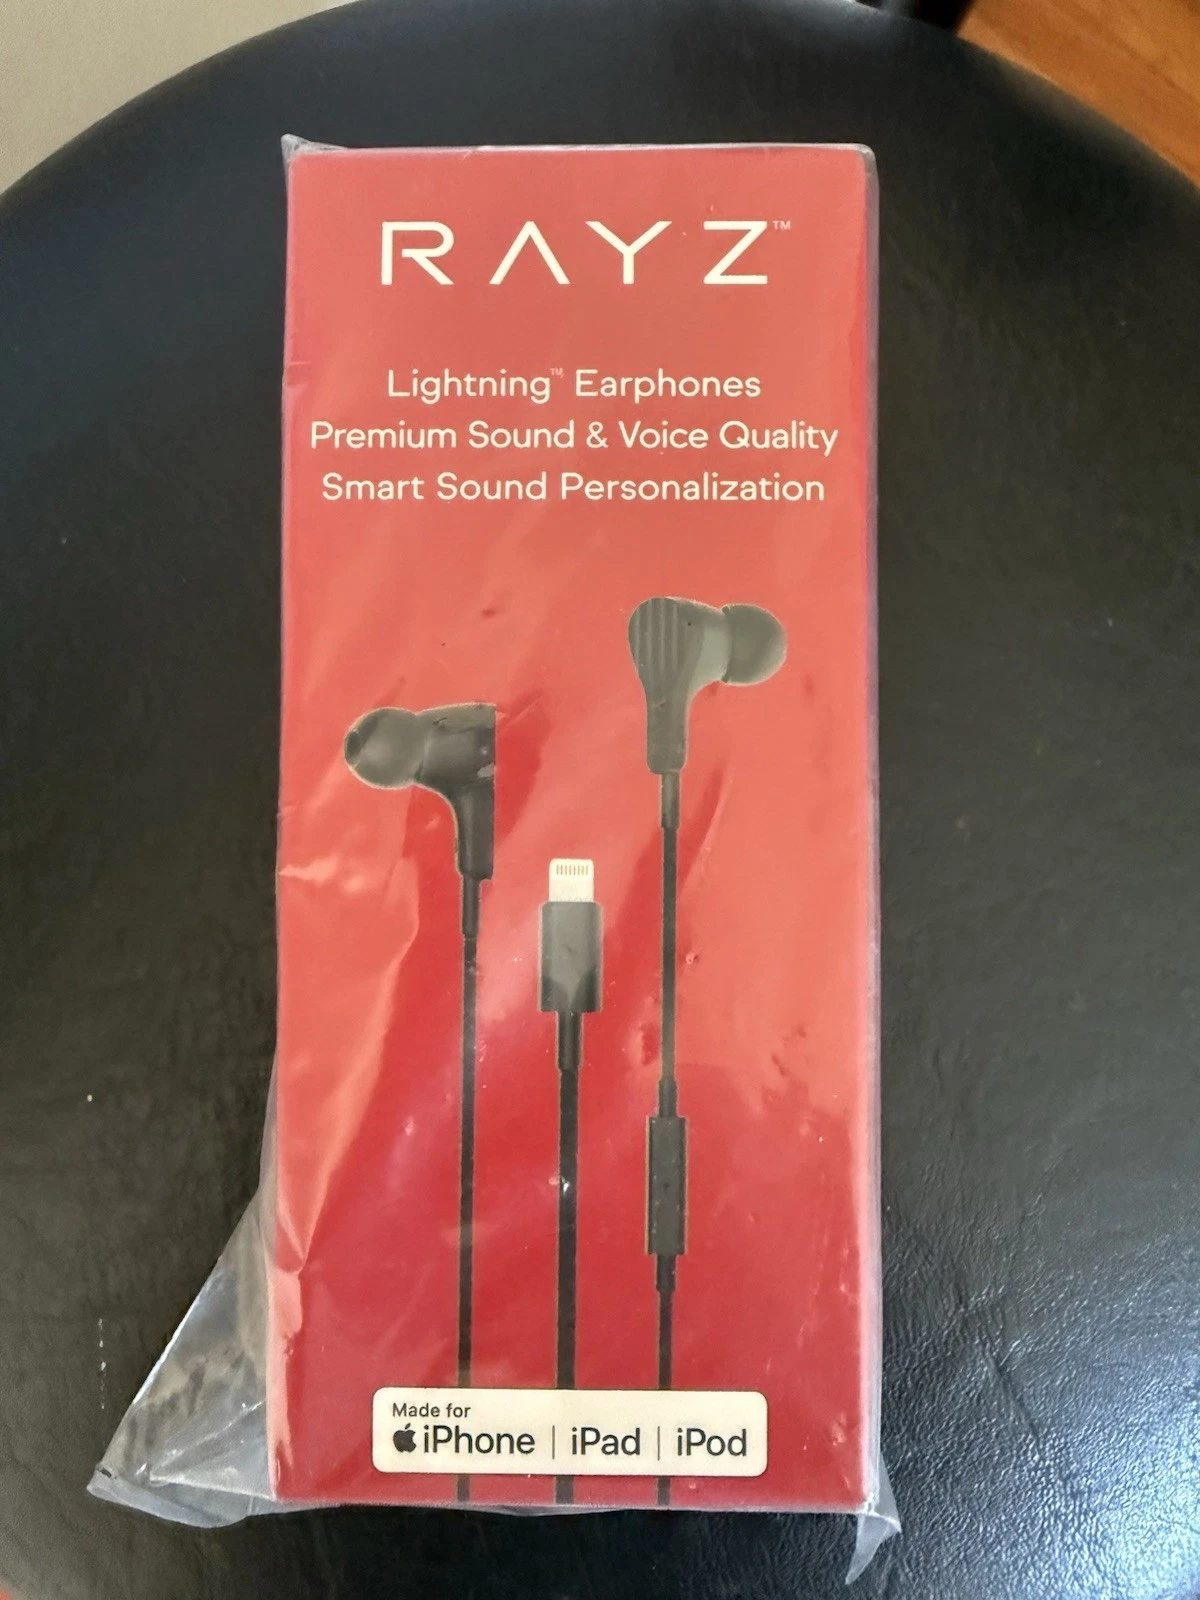 RAYZ™
Lightning™ Earphones
Premium Sound & Voice Quality
Smart Sound Personalization
Made for
iPhone | iPad | iPod